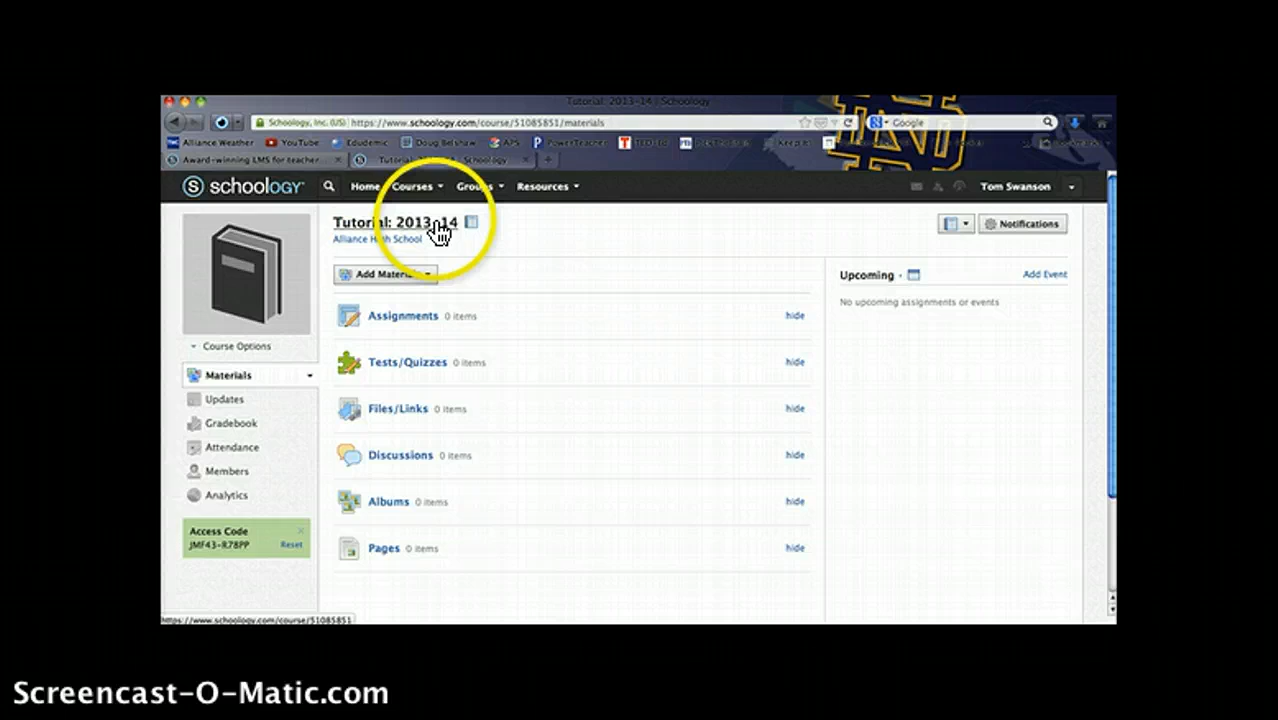 Tutorial: 2013-14 | Schoology
Schoology, Inc. (US) https://www.schoology.com/course/51085851/materials
Google
Alliance Weather YouTube Edudemic Doug Belshaw APS PowerTeacher
Award-winning LMS for teacher... Schoology
schoology Home Courses Groups Resources Tom Swanson
Tutorial: 2013-14
Notifications
Alliance High School
Add Materials
Upcoming · Add Event
No upcoming assignments or events
Assignments 0 items hide
Course Options
Tests/Quizzes 0 items hide
Materials
Updates
Files/Links 0 items hide
Gradebook
Attendance
Discussions 0 items hide
Members
Analytics
Albums 0 items hide
Access Code
JMF43-R78PP Reset
Pages 0 items hide
https://www.schoology.com/course/51085851
Screencast-O-Matic.com